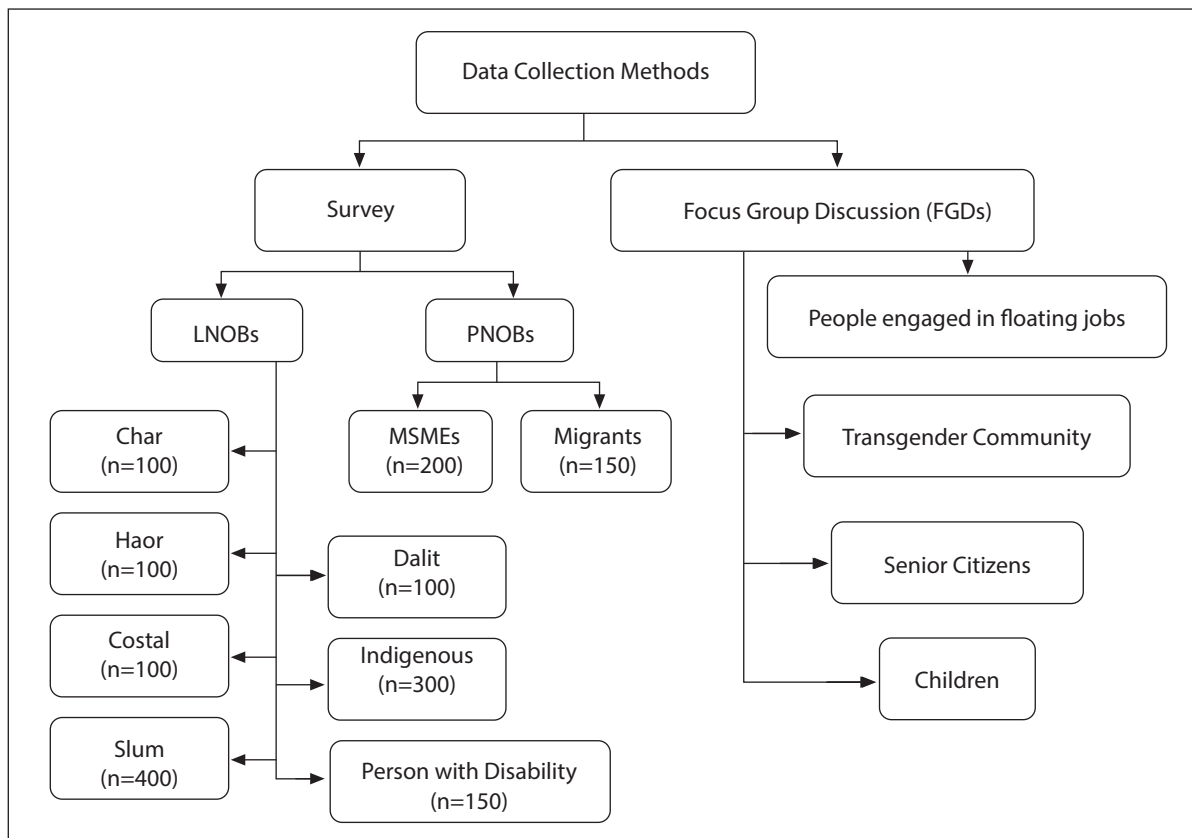 Data Collection Methods
Survey
Focus Group Discussion (FGDs)
LNOBs
PNOBs
People engaged in floating jobs
MSMEs
(n=200)
Migrants
(n=150)
Char
(n=100)
Haor
(n=100)
Costal
(n=100)
Slum
(n=400)
Dalit
(n=100)
Indigenous
(n=300)
Person with Disability
(n=150)
Transgender Community
Senior Citizens
Children